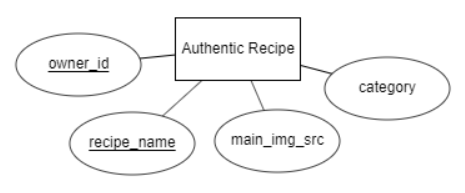 Authentic Recipe
owner_id
category
recipe_name
main_img_src